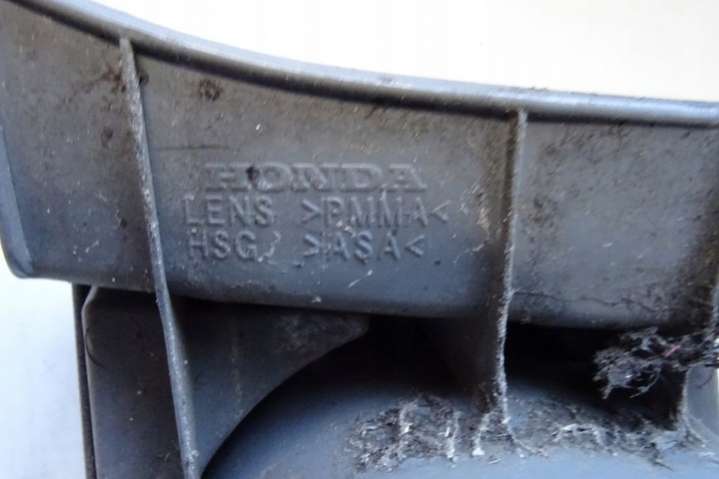 HONDA
LENS >PMMA<
HSG. >ASA<